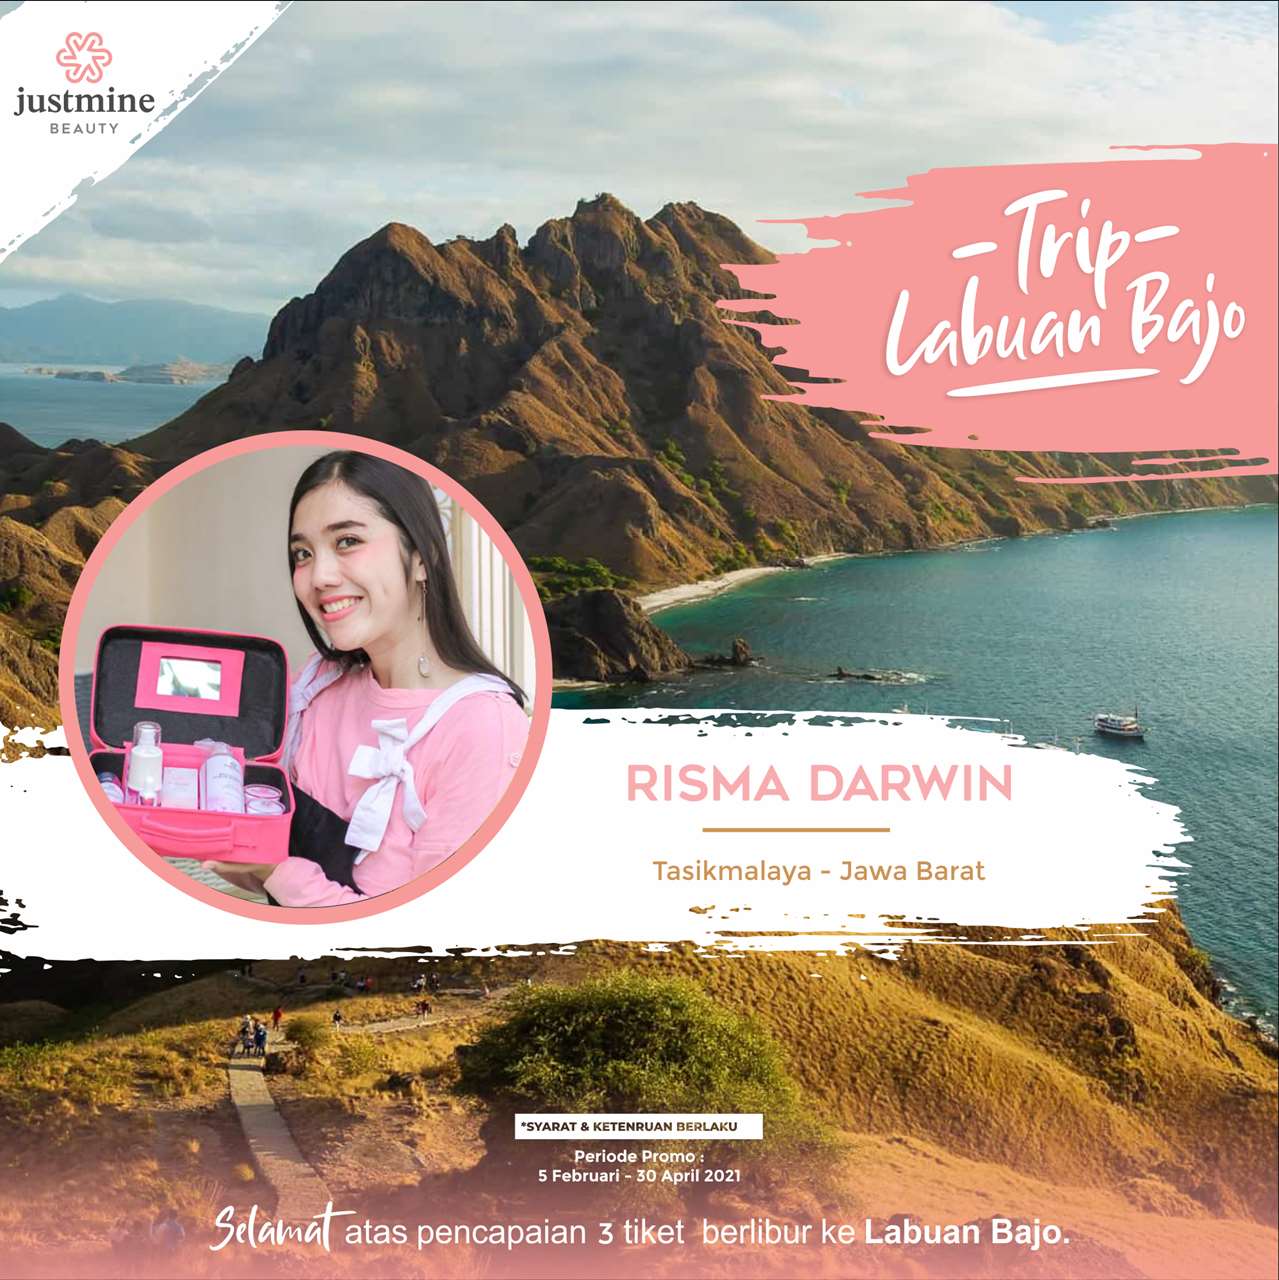 justmine
BEAUTY
-Trip-
Labuan Bajo
RISMA DARWIN
Tasikmalaya - Jawa Barat
*SYARAT & KETENRUAN BERLAKU
Periode Promo :
5 Februari - 30 April 2021
Selamat atas pencapaian 3 tiket berlibur ke Labuan Bajo.